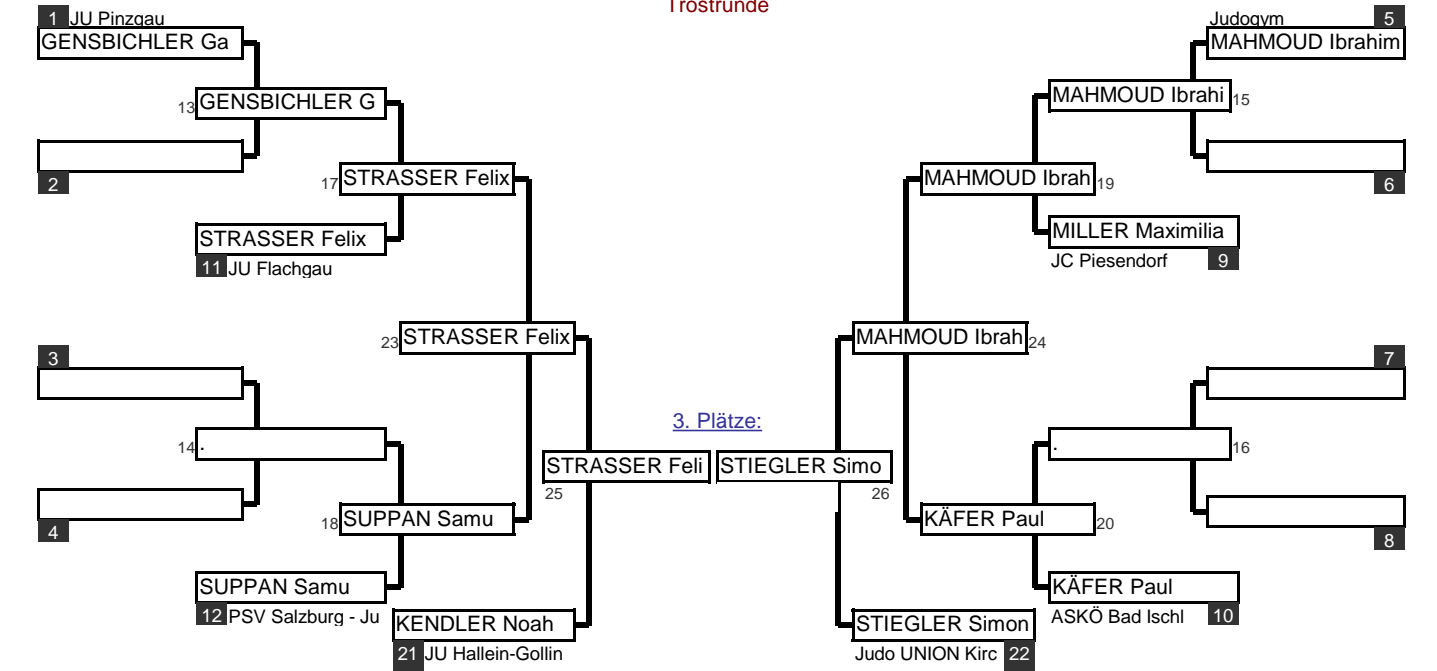 Trostrunde
1 JU Pinzgau
Judogym 5
GENSBICHLER Ga
MAHMOUD Ibrahim
13 GENSBICHLER G
MAHMOUD Ibrahi 15
2
17 STRASSER Felix
MAHMOUD Ibrah 19
6
STRASSER Felix
MILLER Maximilia
11 JU Flachgau
JC Piesendorf 9
23 STRASSER Felix
MAHMOUD Ibrah 24
3
7
3. Plätze:
14 .
. 16
STRASSER Feli
STIEGLER Simo
25
26
4
18 SUPPAN Samu
KÄFER Paul 20
8
SUPPAN Samu
KÄFER Paul
12 PSV Salzburg - Ju
KENDLER Noah
STIEGLER Simon
ASKÖ Bad Ischl 10
21 JU Hallein-Gollin
Judo UNION Kirc 22